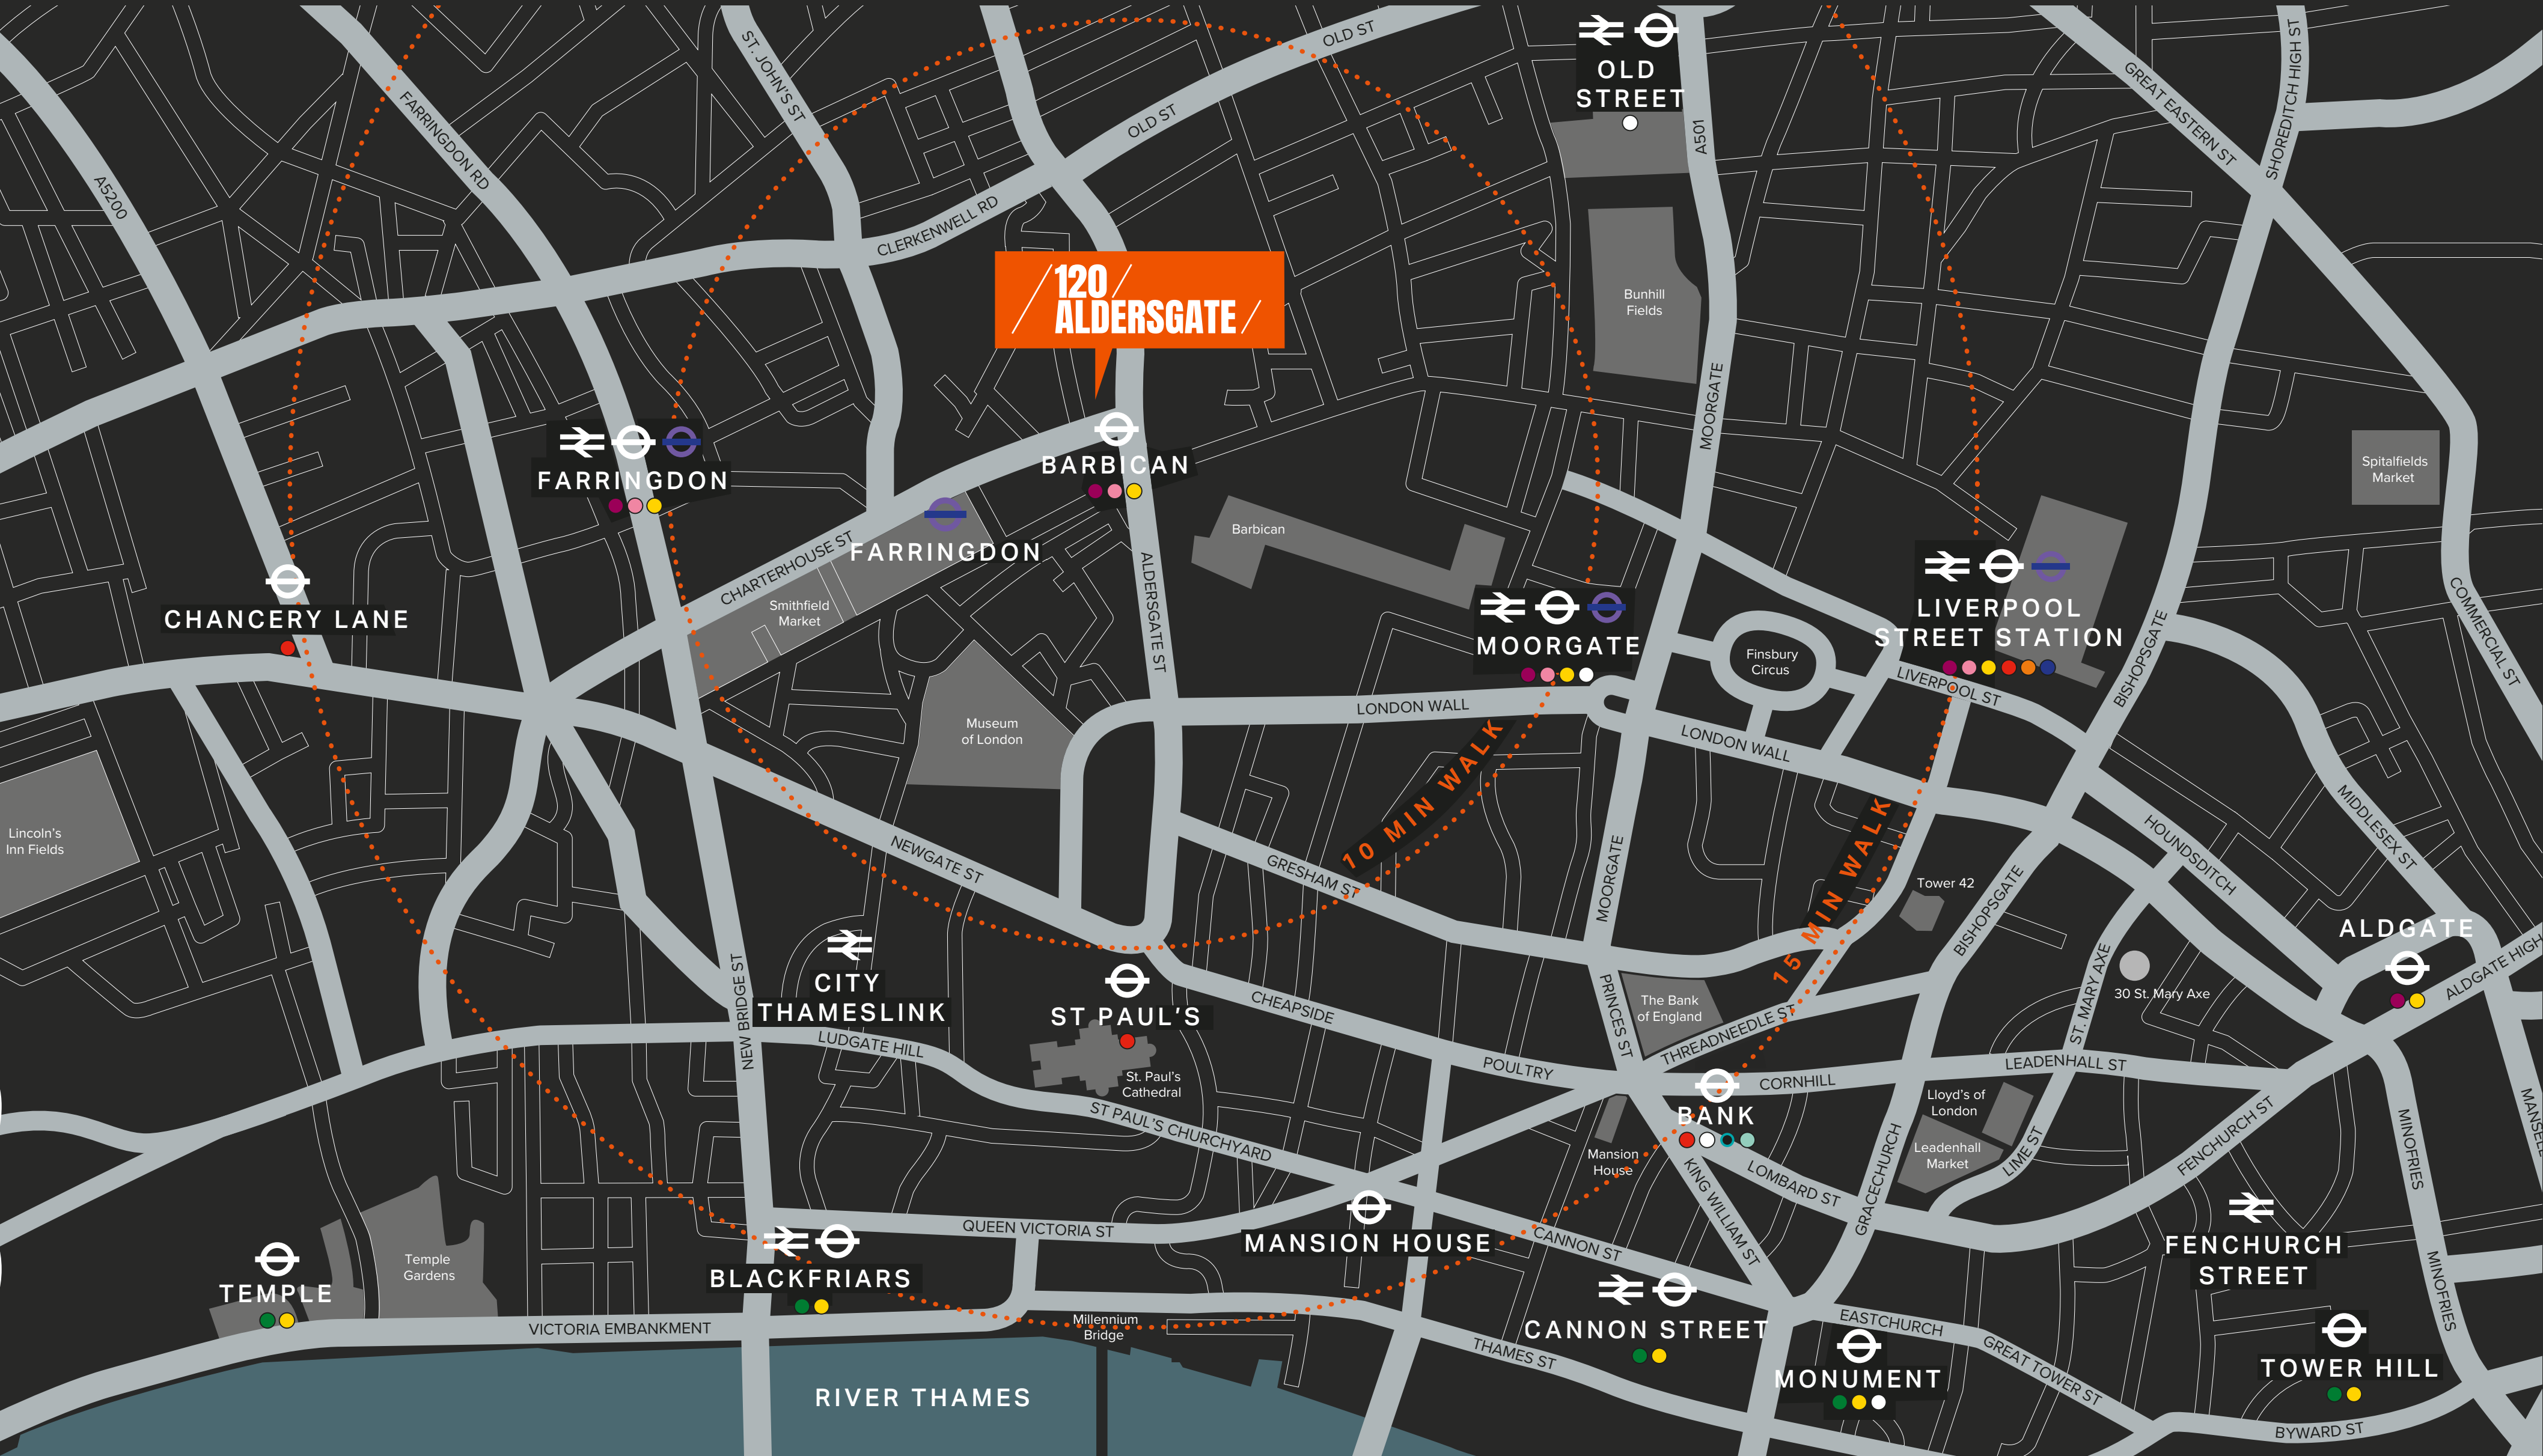 OLD ST
OLD
STREET
ST. JOHN'S ST
FARRINGDON RD
A5200
OLD ST
A501
GREAT EASTERN ST
SHOREDITCH HIGH ST
CLERKENWELL RD
120
ALDERSGATE
Bunhill
Fields
MOORGATE
FARRINGDON
BARBICAN
Spitalfields
Market
CHARTERHOUSE ST
FARRINGDON
Barbican
ALDERSGATE ST
CHANCERY LANE
Smithfield
Market
MOORGATE
Finsbury
Circus
LIVERPOOL
STREET STATION
LIVERPOOL ST
BISHOPSGATE
COMMERCIAL ST
Museum
of London
LONDON WALL
LONDON WALL
10 MIN WALK
15 MIN WALK
Lincoln's
Inn Fields
NEWGATE ST
GRESHAM ST
MOORGATE
Tower 42
BISHOPSGATE
HOUNDSDITCH
MIDDLESEX ST
ALDGATE
ALDGATE HIGH
CITY
THAMESLINK
NEW BRIDGE ST
ST PAUL'S
CHEAPSIDE
PRINCES ST
The Bank
of England
THREADNEEDLE ST
ST. MARY AXE
30 St. Mary Axe
LUDGATE HILL
St. Paul's
Cathedral
POULTRY
BANK
CORNHILL
LEADENHALL ST
Lloyd's of
London
Leadenhall
Market
LIME ST
FENCHURCH ST
MINOFRIES
ST PAUL'S CHURCHYARD
Mansion
House
KING WILLIAM ST
LOMBARD ST
GRACECHURCH
QUEEN VICTORIA ST
MANSION HOUSE
CANNON ST
FENCHURCH
STREET
Temple
Gardens
TEMPLE
BLACKFRIARS
VICTORIA EMBANKMENT
Millennium
Bridge
CANNON STREET
THAMES ST
EASTCHURCH
MONUMENT
GREAT TOWER ST
TOWER HILL
MINOFRIES
BYWARD ST
RIVER THAMES